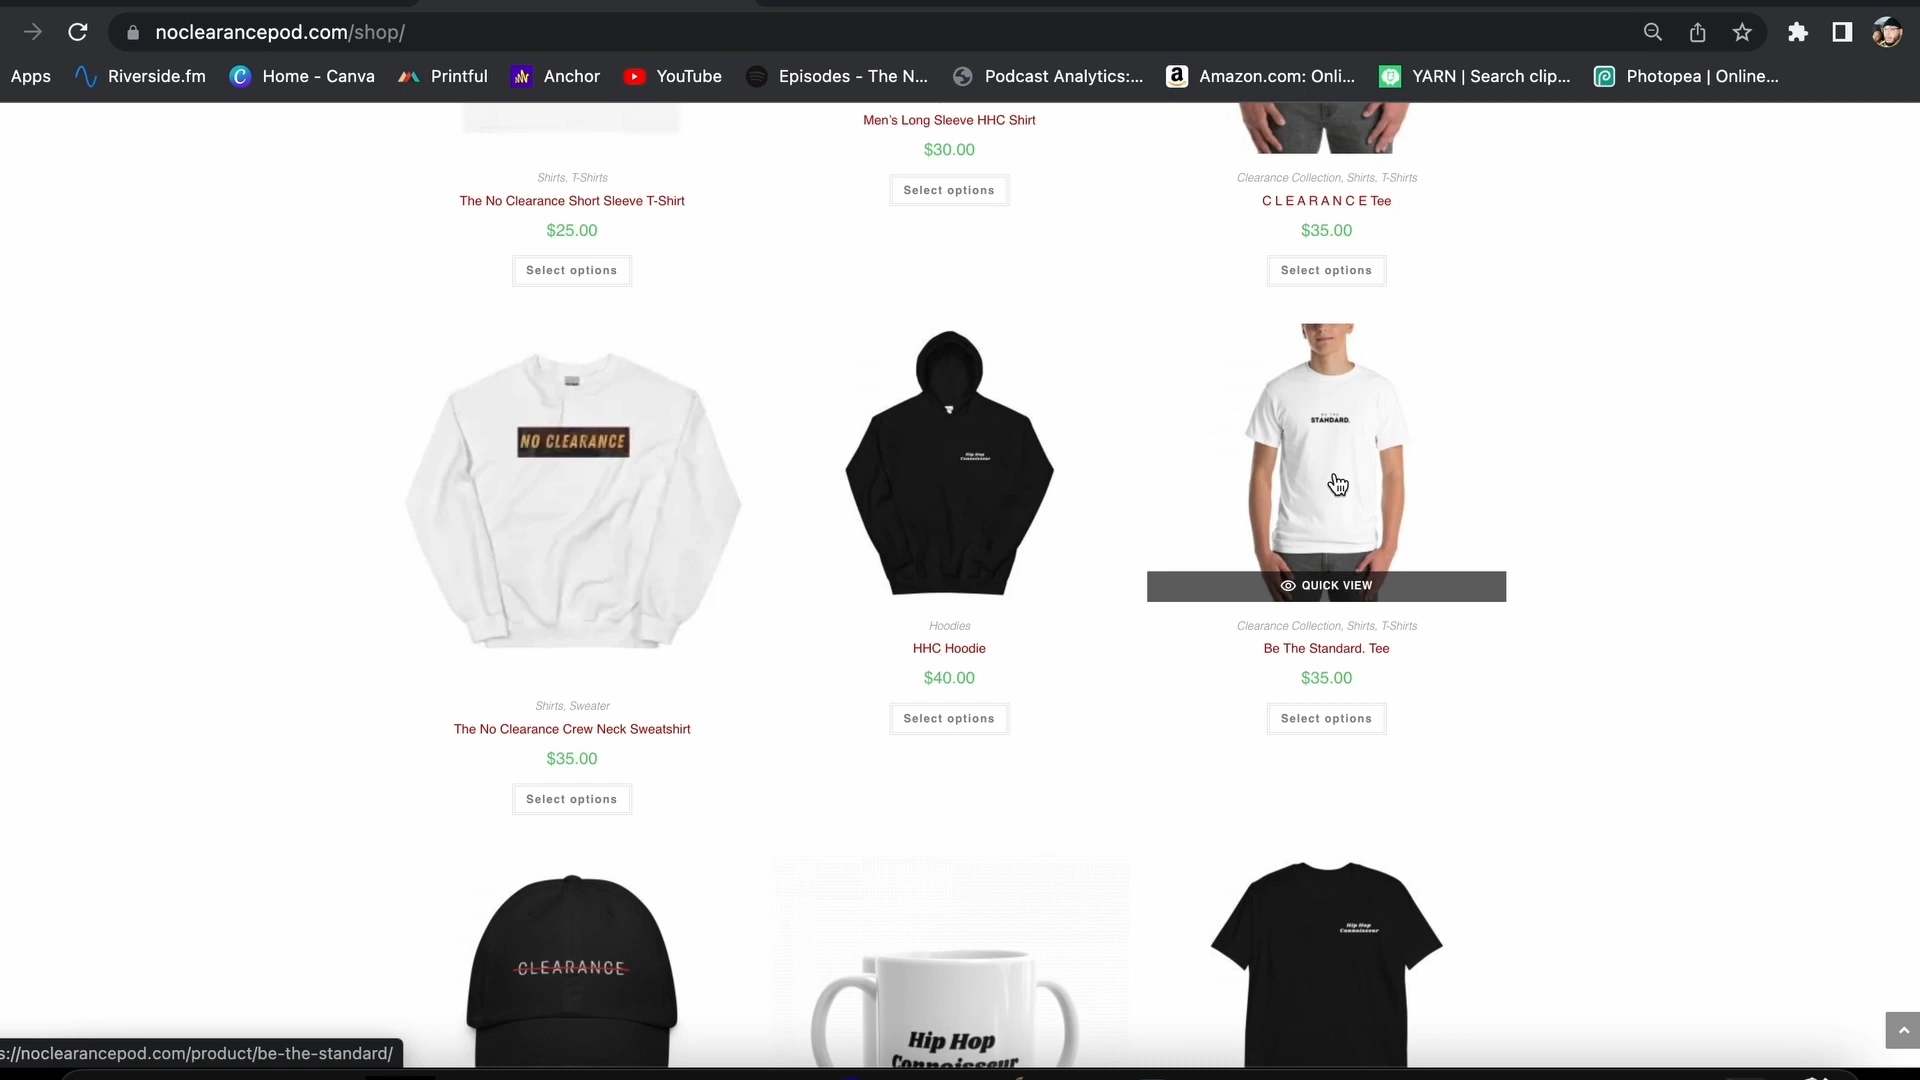 noclearancepod.com/shop/
Apps Riverside.fm Home - Canva Printful Anchor YouTube Episodes - The N... Podcast Analytics:... Amazon.com: Onli... YARN | Search clip... Photopea | Online...
Shirts, T-Shirts
The No Clearance Short Sleeve T-Shirt
$25.00
Select options
Men's Long Sleeve HHC Shirt
$30.00
Select options
Clearance Collection, Shirts, T-Shirts
C L E A R A N C E Tee
$35.00
Select options
NO CLEARANCE
Shirts, Sweater
The No Clearance Crew Neck Sweatshirt
$35.00
Select options
Hip Hop
Connoisseur
Hoodies
HHC Hoodie
$40.00
Select options
BE THE
STANDARD.
QUICK VIEW
Clearance Collection, Shirts, T-Shirts
Be The Standard. Tee
$35.00
Select options
CLEARANCE
Hip Hop
Connoisseur
Hip Hop
Connoisseur
s://noclearancepod.com/product/be-the-standard/